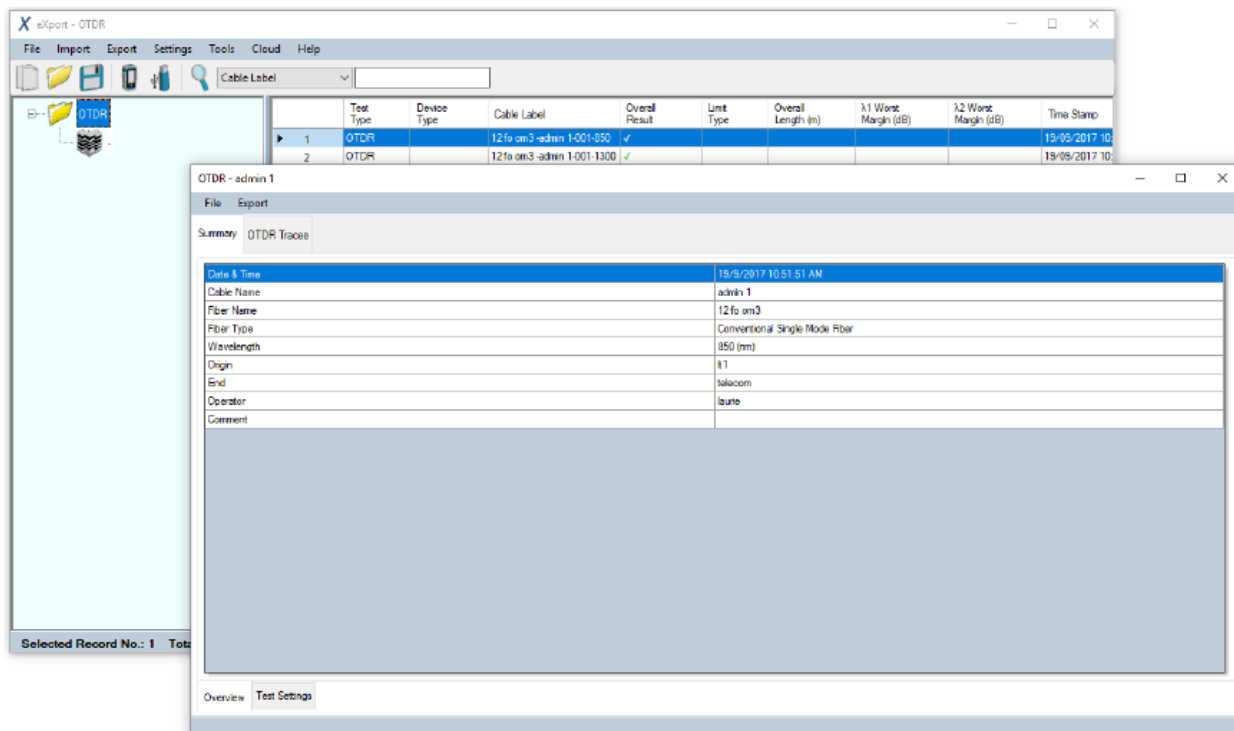 eXport - OTDR
File Import Export Settings Tools Cloud Help
Cable Label
OTDR
Test Type Device Type Cable Label Overall Result Limit Type Overall Length (m) λ1 Worst Margin (dB) λ2 Worst Margin (dB) Time Stamp
1 OTDR 12 fo om3 -admin 1-001-850 ✓ 19/09/2017 10:
2 OTDR 12 fo om3 -admin 1-001-1300 ✓ 19/09/2017 10:
OTDR - admin 1
File Export
Summary OTDR Traces
Date & Time 19/9/2017 10:51:51 AM
Cable Name admin 1
Fiber Name 12 fo om3
Fiber Type Conventional Single Mode Fiber
Wavelength 850 (nm)
Origin
End telecom
Operator laurie
Comment
Selected Record No.: 1 Tota
Overview Test Settings